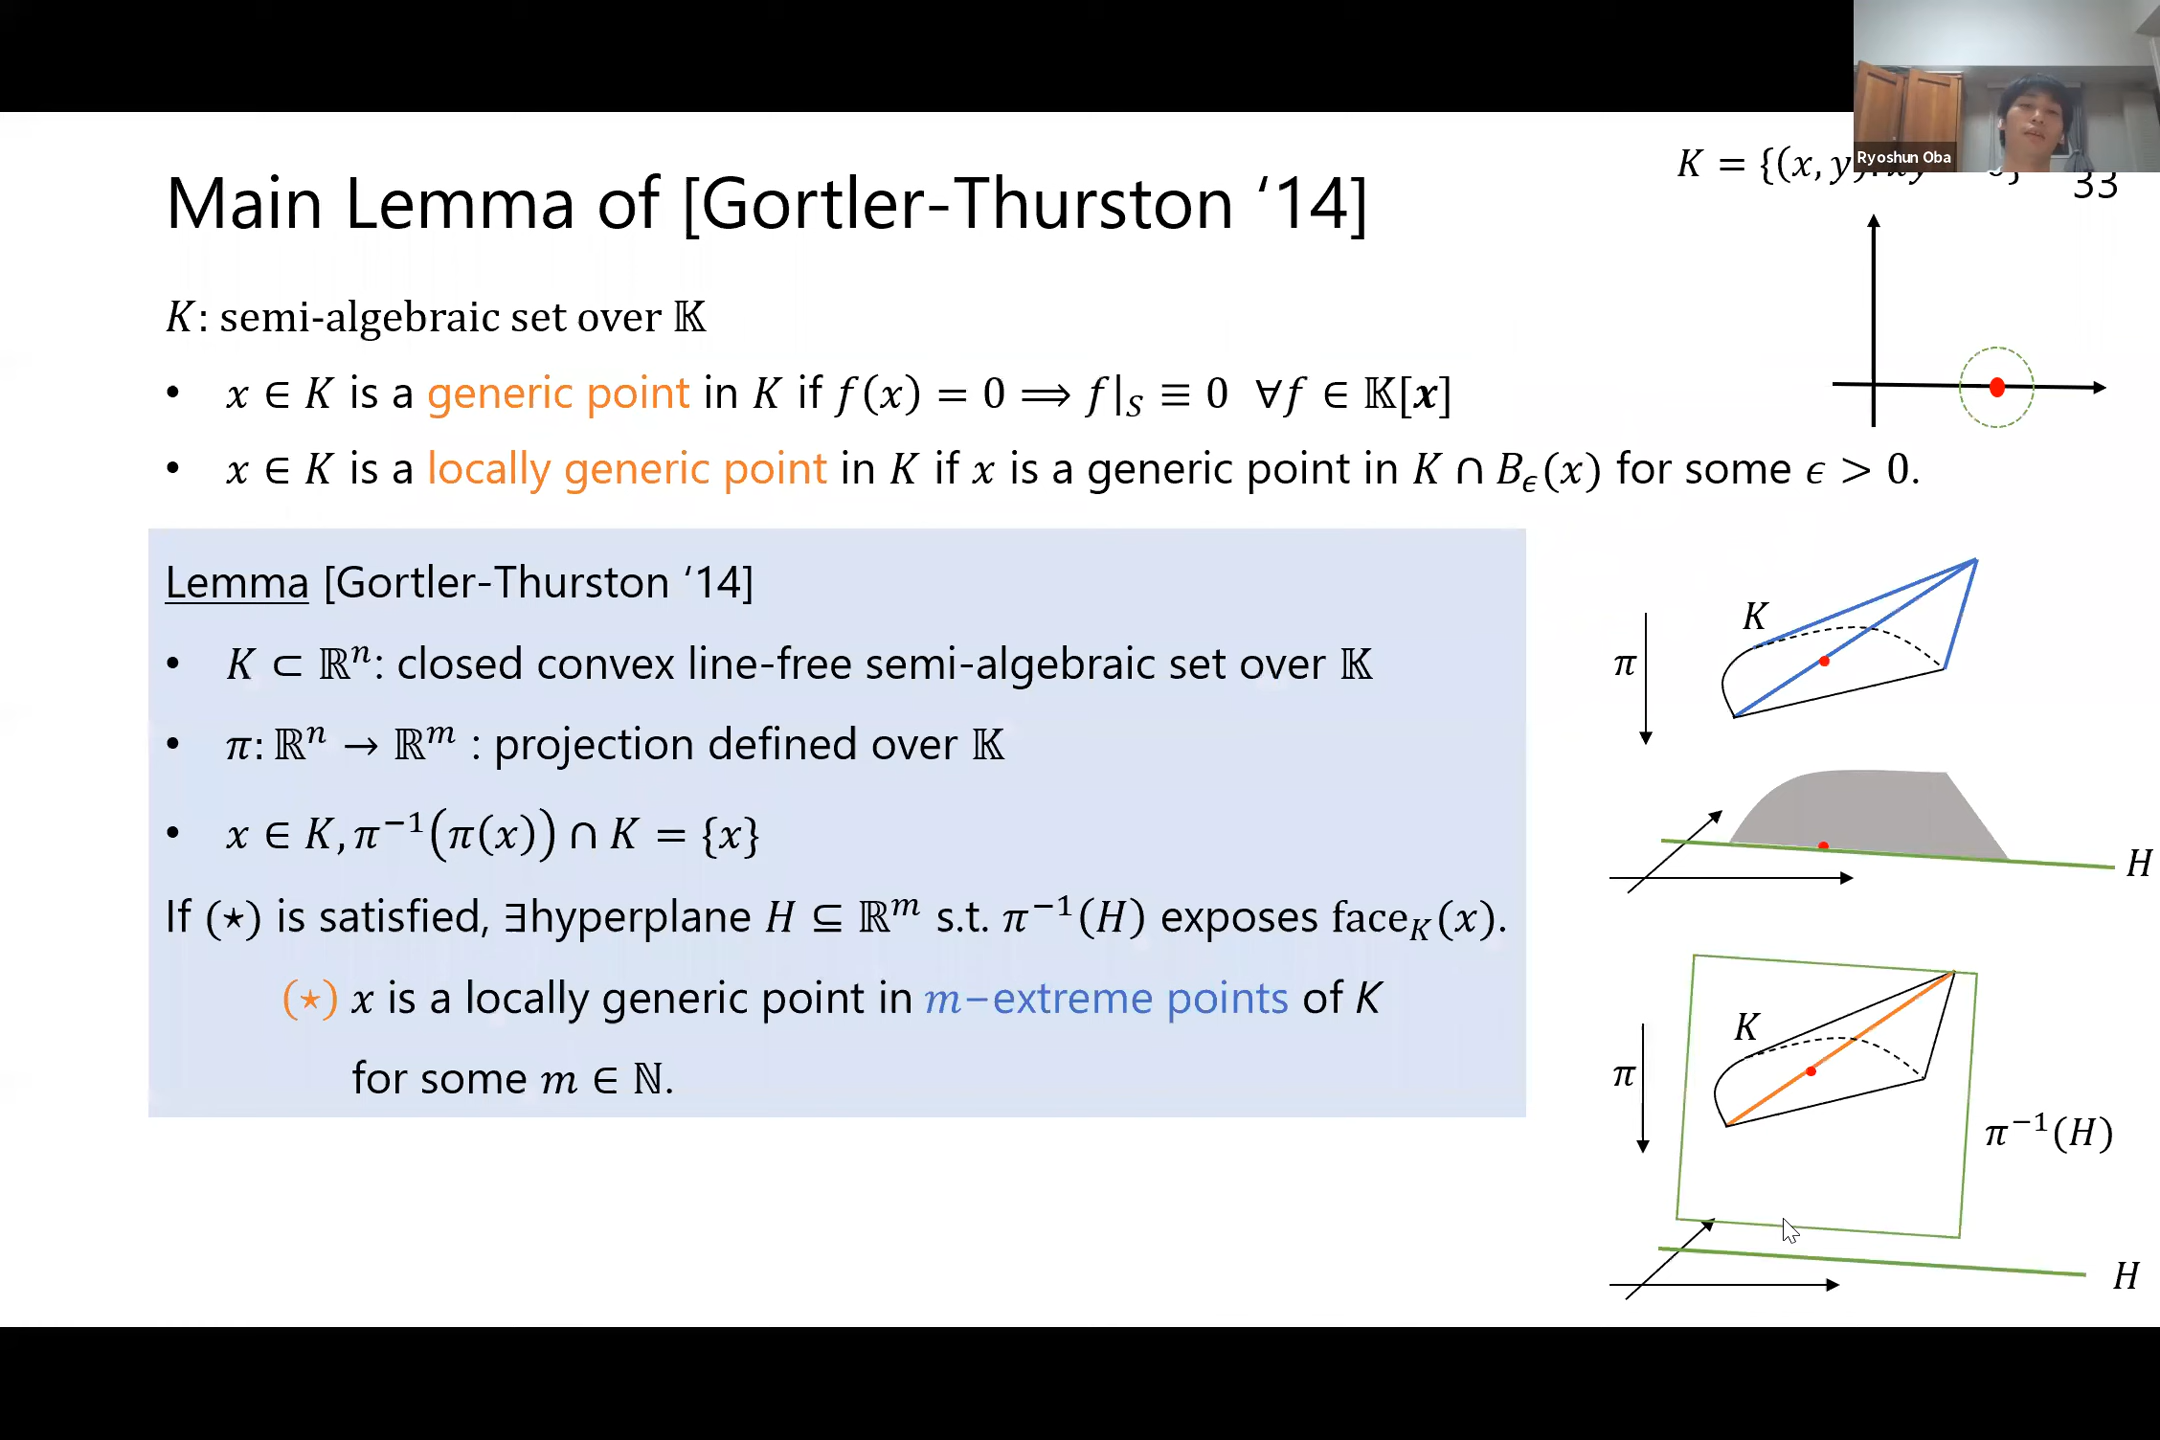 Main Lemma of [Gortler-Thurston ‘14]
K = {(x, y
Ryoshun Oba
33
K: semi-algebraic set over 𝕂
• x ∈ K is a generic point in K if f(x) = 0 ⟹ f|_S ≡ 0 ∀f ∈ 𝕂[𝒙]
• x ∈ K is a locally generic point in K if x is a generic point in K ∩ B_ϵ(x) for some ϵ > 0.
Lemma [Gortler-Thurston ‘14]
• K ⊂ ℝⁿ: closed convex line-free semi-algebraic set over 𝕂
• π: ℝⁿ → ℝᵐ : projection defined over 𝕂
• x ∈ K, π⁻¹(π(x)) ∩ K = {x}
If (⋆) is satisfied, ∃hyperplane H ⊆ ℝᵐ s.t. π⁻¹(H) exposes face_K(x).
(⋆) x is a locally generic point in m−extreme points of K
for some m ∈ ℕ.
K
π
H
K
π
π⁻¹(H)
H